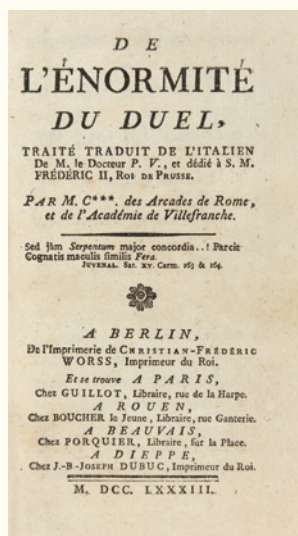 DE
L'ÉNORMITÉ
DU DUEL,
TRAITÉ TRADUIT DE L'ITALIEN
De M. le Docteur P. V., et dédié à S. M.
FRÉDÉRIC II, ROI DE PRUSSE.
PAR M. C***. des Arcades de Rome,
et de l'Académie de Villefranche.
Sed jam Serpentum major concordia..! Parcit
Cognatis maculis similis Fera.
JUVENAL. Sat. XV. Carm. 163 & 164.
A BERLIN,
De l'Imprimerie de CHRISTIAN-FRÉDÉRIC
WORSS, Imprimeur du Roi.
Et se trouve A PARIS,
Chez GUILLOT, Libraire, rue de la Harpe.
A ROUEN,
Chez BOUCHER le Jeune, Libraire, rue Ganterie.
A BEAUVAIS,
Chez PORQUIER, Libraire, sur la Place.
A DIEPPE,
Chez J.-B-JOSEPH DUBUC, Imprimeur du Roi.
M. DCC. LXXXIII.